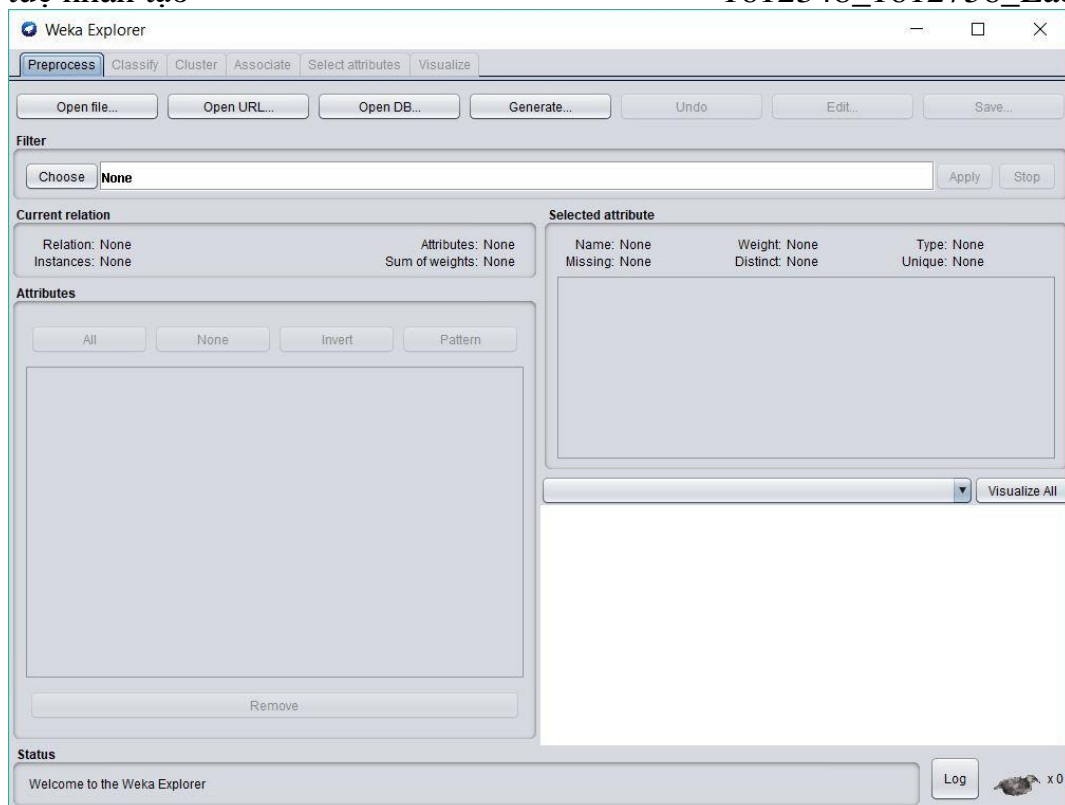 tuệ nhân tạo
Weka Explorer
Preprocess Classify Cluster Associate Select attributes Visualize
Open file... Open URL... Open DB... Generate... Undo Edit... Save...
Filter
Choose None Apply Stop
Current relation
Relation: None Attributes: None
Instances: None Sum of weights: None
Selected attribute
Name: None Weight: None Type: None
Missing: None Distinct: None Unique: None
Attributes
All None Invert Pattern
Remove
Visualize All
Status
Welcome to the Weka Explorer
Log x 0